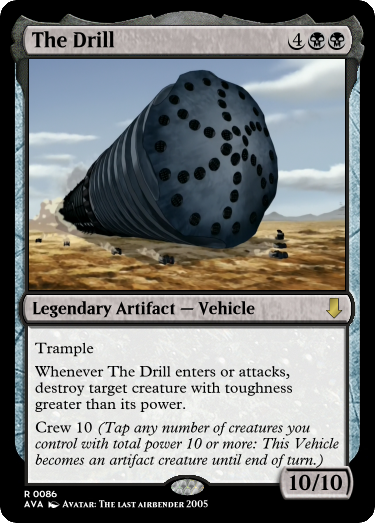 The Drill 4
Legendary Artifact — Vehicle
Trample
Whenever The Drill enters or attacks,
destroy target creature with toughness
greater than its power.
Crew 10 (Tap any number of creatures you
control with total power 10 or more: This Vehicle
becomes an artifact creature until end of turn.)
10/10
R 0086
AVA Avatar: The last airbender 2005